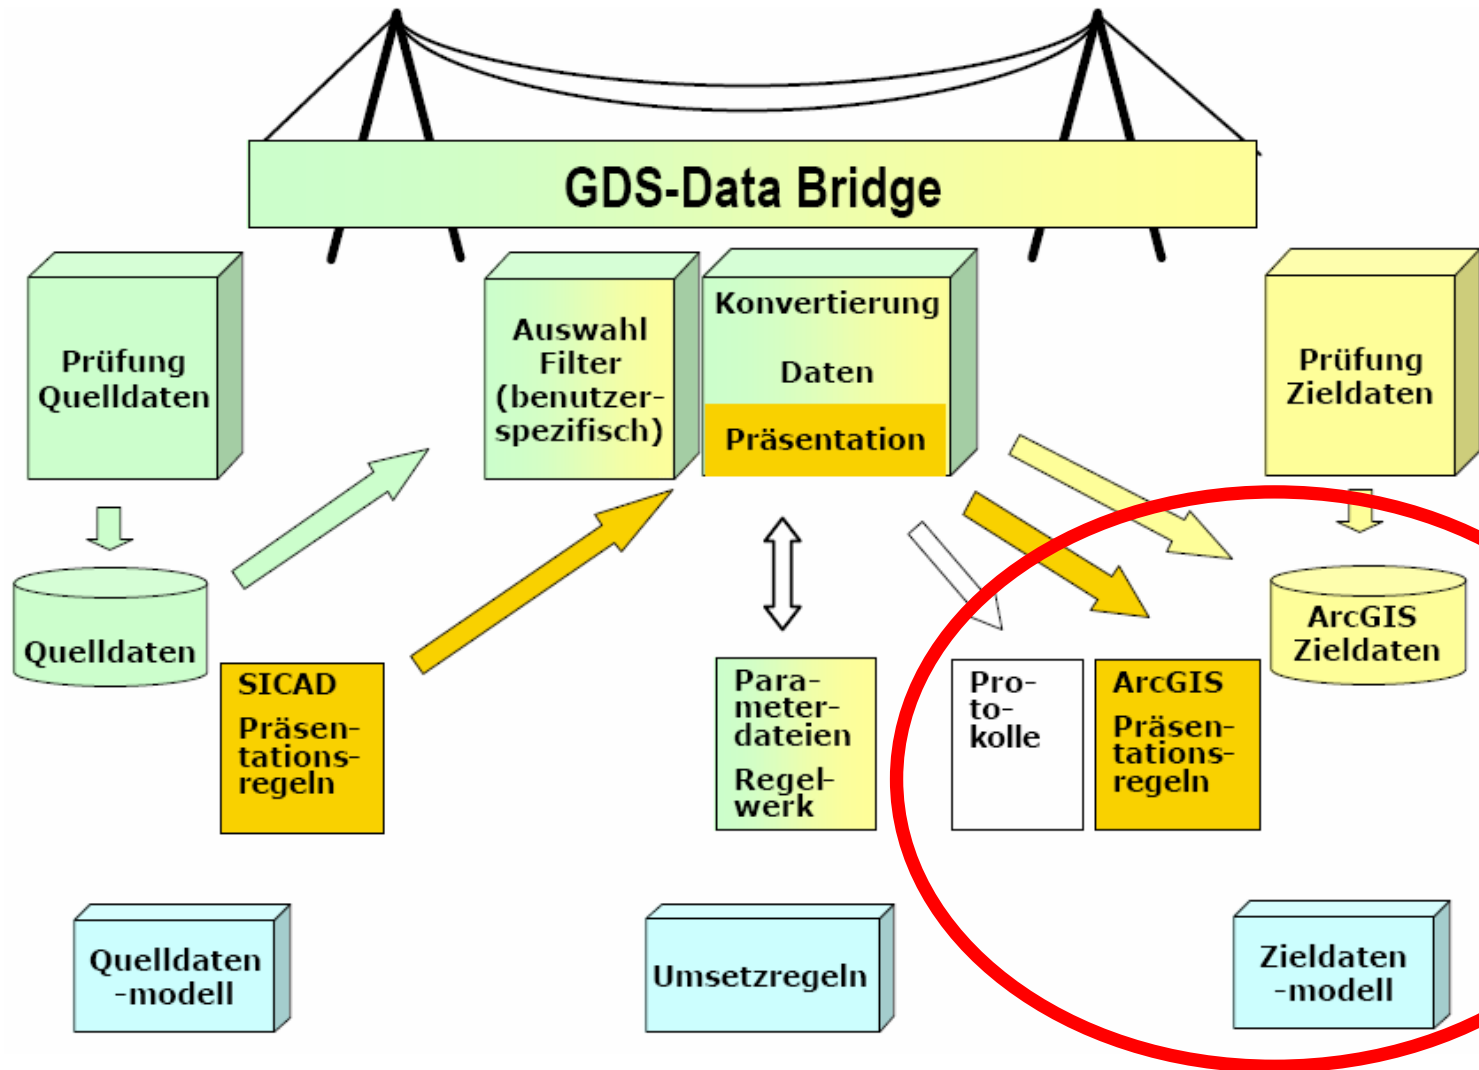 GDS-Data Bridge
Prüfung
Quelldaten
Auswahl
Filter
(benutzer-
spezifisch)
Konvertierung
Daten
Präsentation
Prüfung
Zieldaten
Quelldaten
SICAD
Präsen-
tations-
regeln
Para-
meter-
dateien
Regel-
werk
Pro-
to-
kolle
ArcGIS
Präsen-
tations-
regeln
ArcGIS
Zieldaten
Quelldaten
-modell
Umsetzregeln
Zieldaten
-modell